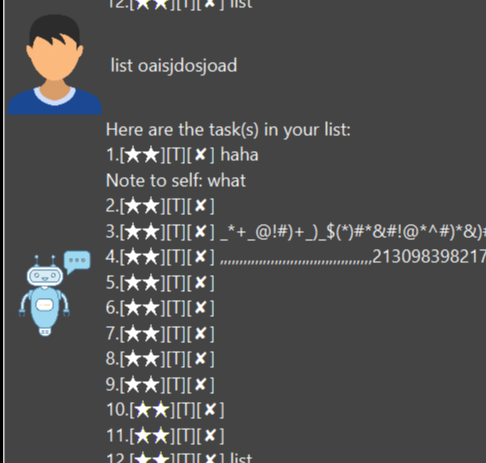 12.[★★][T][✘] list
list oaisjdosjoad
Here are the task(s) in your list:
1.[★★][T][✘] haha
Note to self: what
2.[★★][T][✘]
3.[★★][T][✘] _*+_@!#)+_)_$(*)#*&#!@*^#)*&)#
4.[★★][T][✘] ,,,,,,,,,,,,,,,,,,,,,,,,,,,,,,,,,,,,,,,213098398217
5.[★★][T][✘]
6.[★★][T][✘]
7.[★★][T][✘]
8.[★★][T][✘]
9.[★★][T][✘]
10.[★★][T][✘]
11.[★★][T][✘]
12.[★★][T][✘] list